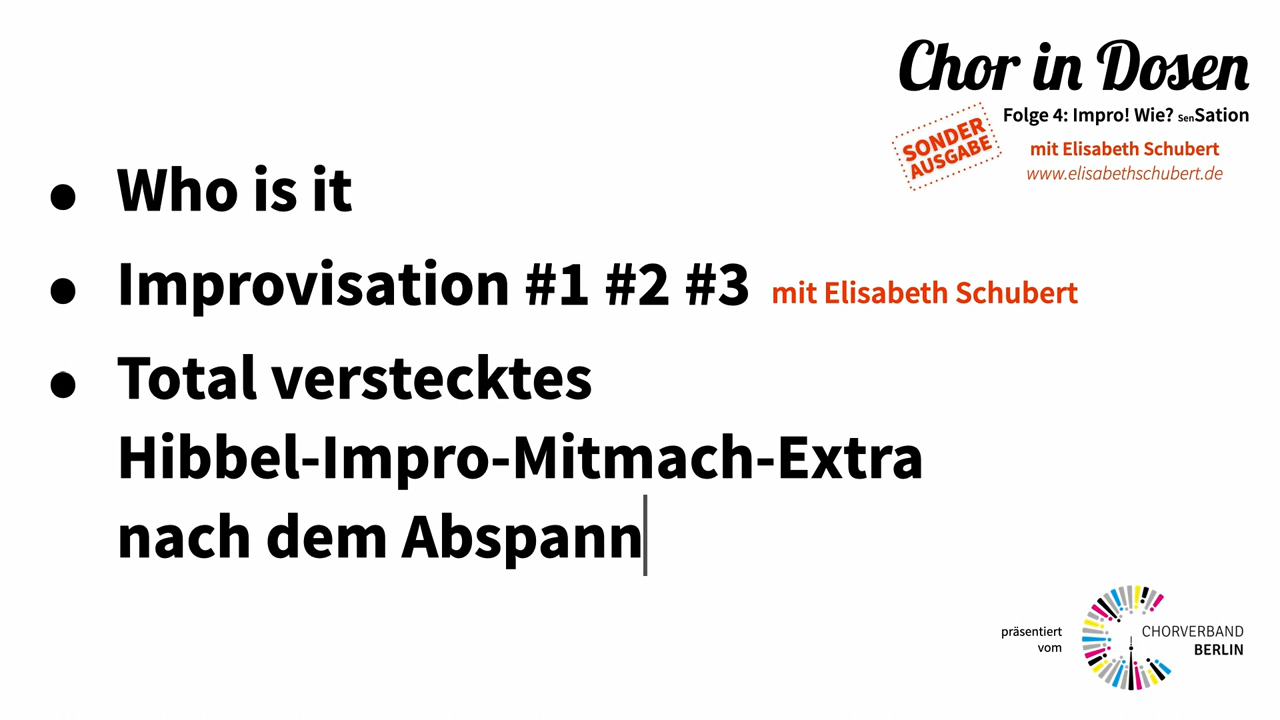 Chor in Dosen
Folge 4: Impro! Wie? SenSation
SONDER
AUSGABE
mit Elisabeth Schubert
www.elisabethschubert.de
• Who is it
• Improvisation #1 #2 #3 mit Elisabeth Schubert
• Total verstecktes
Hibbel-Impro-Mitmach-Extra
nach dem Abspann
präsentiert
vom
CHORVERBAND
BERLIN